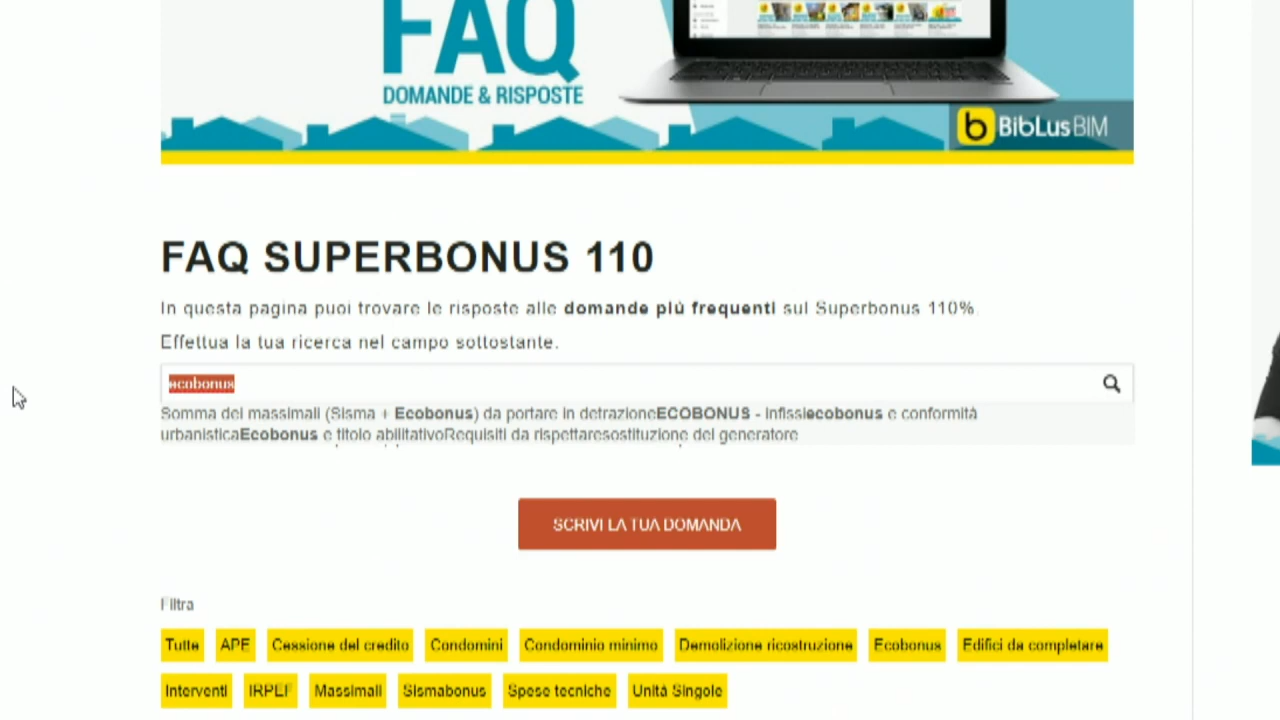 FAQ
DOMANDE & RISPOSTE
b BibLusBIM
FAQ SUPERBONUS 110
In questa pagina puoi trovare le risposte alle domande più frequenti sul Superbonus 110%.
Effettua la tua ricerca nel campo sottostante.
ecobonus
Somma dei massimali (Sisma + Ecobonus) da portare in detrazioneECOBONUS - infissiecobonus e conformità
urbanisticaEcobonus e titolo abilitativoRequisiti da rispettaresostituzione del generatore
SCRIVI LA TUA DOMANDA
Filtra
Tutte APE Cessione del credito Condomini Condominio minimo Demolizione ricostruzione Ecobonus Edifici da completare
Interventi IRPEF Massimali Sismabonus Spese tecniche Unità Singole